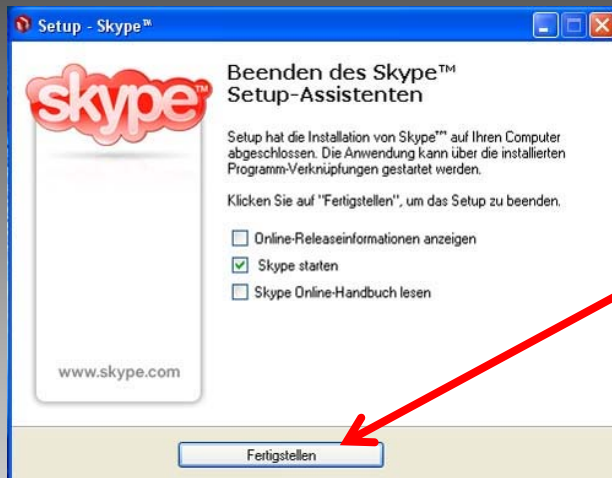 Setup - Skype™
skype™
Beenden des Skype™
Setup-Assistenten
Setup hat die Installation von Skype™ auf Ihren Computer
abgeschlossen. Die Anwendung kann über die installierten
Programm-Verknüpfungen gestartet werden.
Klicken Sie auf "Fertigstellen", um das Setup zu beenden.
Online-Releaseinformationen anzeigen
Skype starten
Skype Online-Handbuch lesen
www.skype.com
Fertigstellen